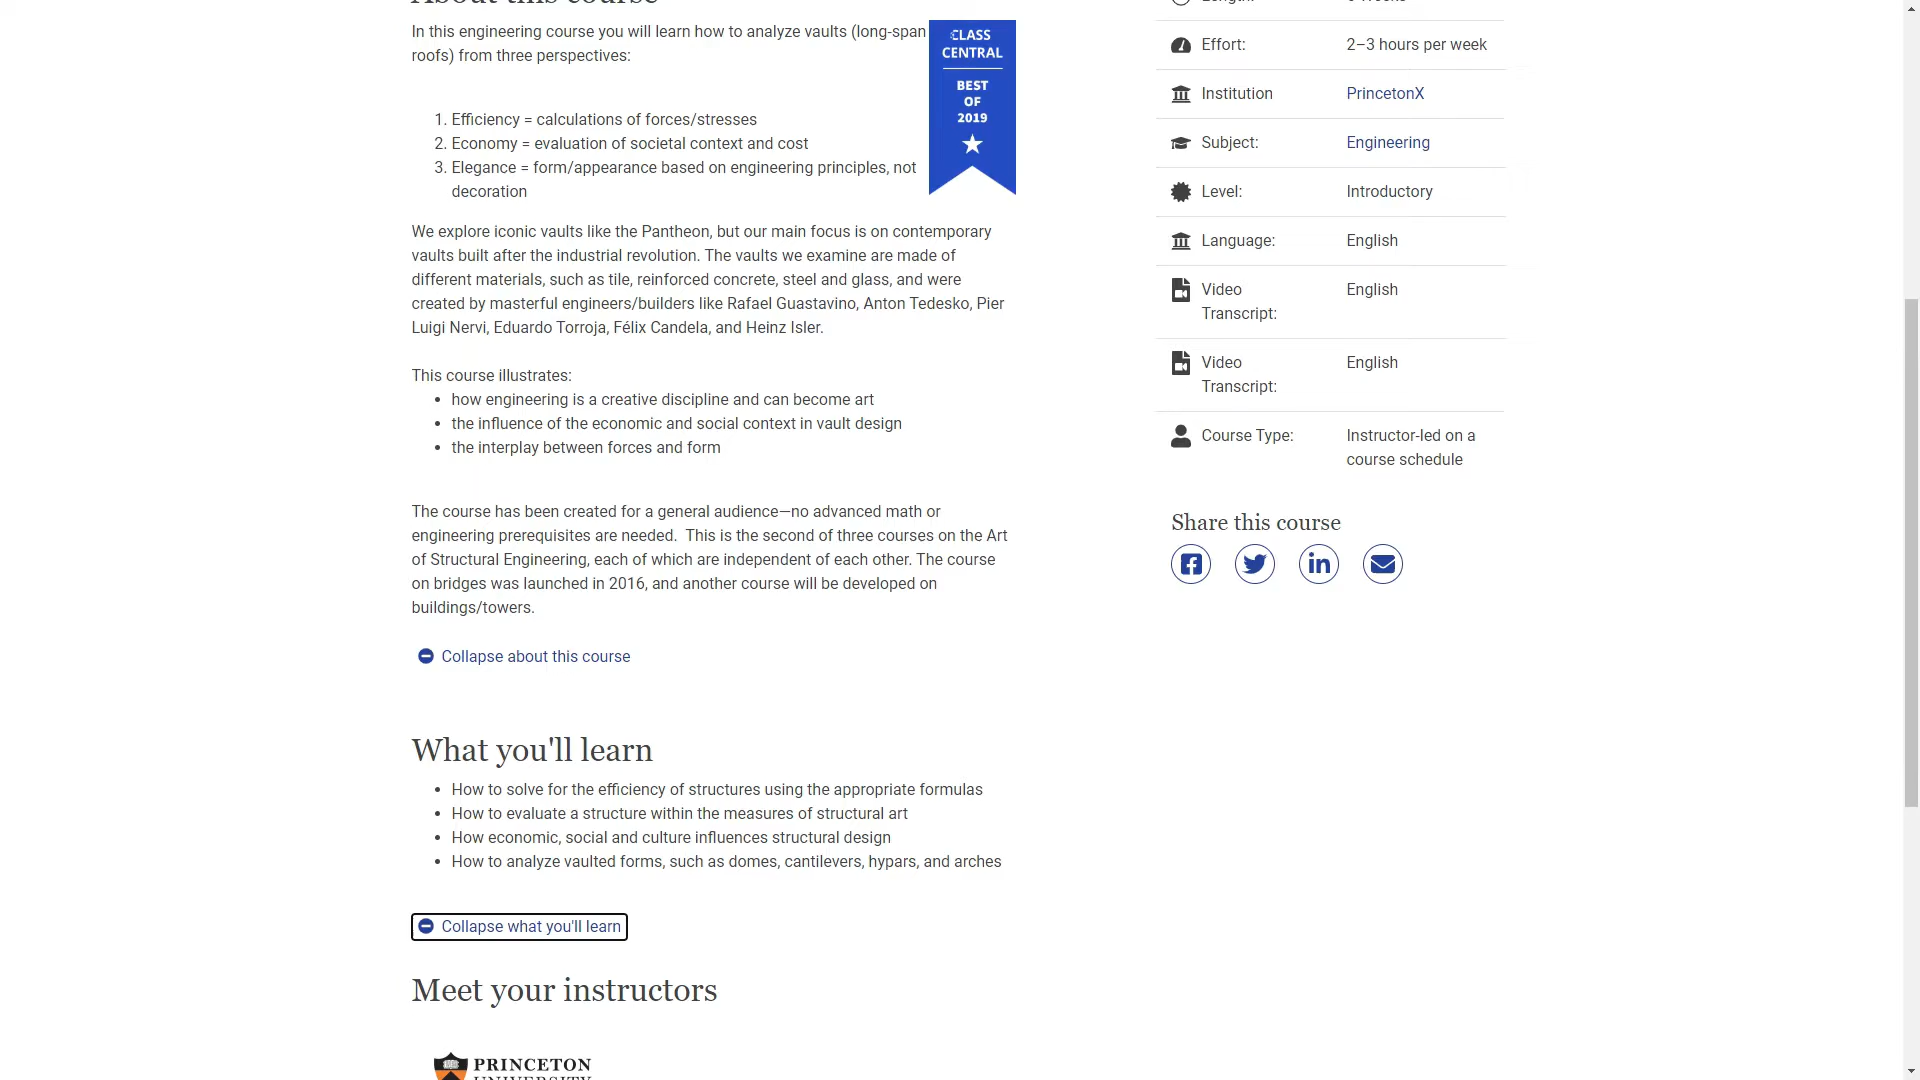 About this course
In this engineering course you will learn how to analyze vaults (long-span
roofs) from three perspectives:
CLASS
CENTRAL
BEST
OF
2019
1. Efficiency = calculations of forces/stresses
2. Economy = evaluation of societal context and cost
3. Elegance = form/appearance based on engineering principles, not
decoration
We explore iconic vaults like the Pantheon, but our main focus is on contemporary
vaults built after the industrial revolution. The vaults we examine are made of
different materials, such as tile, reinforced concrete, steel and glass, and were
created by masterful engineers/builders like Rafael Guastavino, Anton Tedesko, Pier
Luigi Nervi, Eduardo Torroja, Félix Candela, and Heinz Isler.
This course illustrates:
• how engineering is a creative discipline and can become art
• the influence of the economic and social context in vault design
• the interplay between forces and form
The course has been created for a general audience—no advanced math or
engineering prerequisites are needed.  This is the second of three courses on the Art
of Structural Engineering, each of which are independent of each other. The course
on bridges was launched in 2016, and another course will be developed on
buildings/towers.
Collapse about this course
What you'll learn
• How to solve for the efficiency of structures using the appropriate formulas
• How to evaluate a structure within the measures of structural art
• How economic, social and culture influences structural design
• How to analyze vaulted forms, such as domes, cantilevers, hypars, and arches
Collapse what you'll learn
Meet your instructors
PRINCETON
UNIVERSITY
Length: 6 Weeks
Effort: 2–3 hours per week
Institution PrincetonX
Subject: Engineering
Level: Introductory
Language: English
Video English
Transcript:
Video English
Transcript:
Course Type: Instructor-led on a
course schedule
Share this course